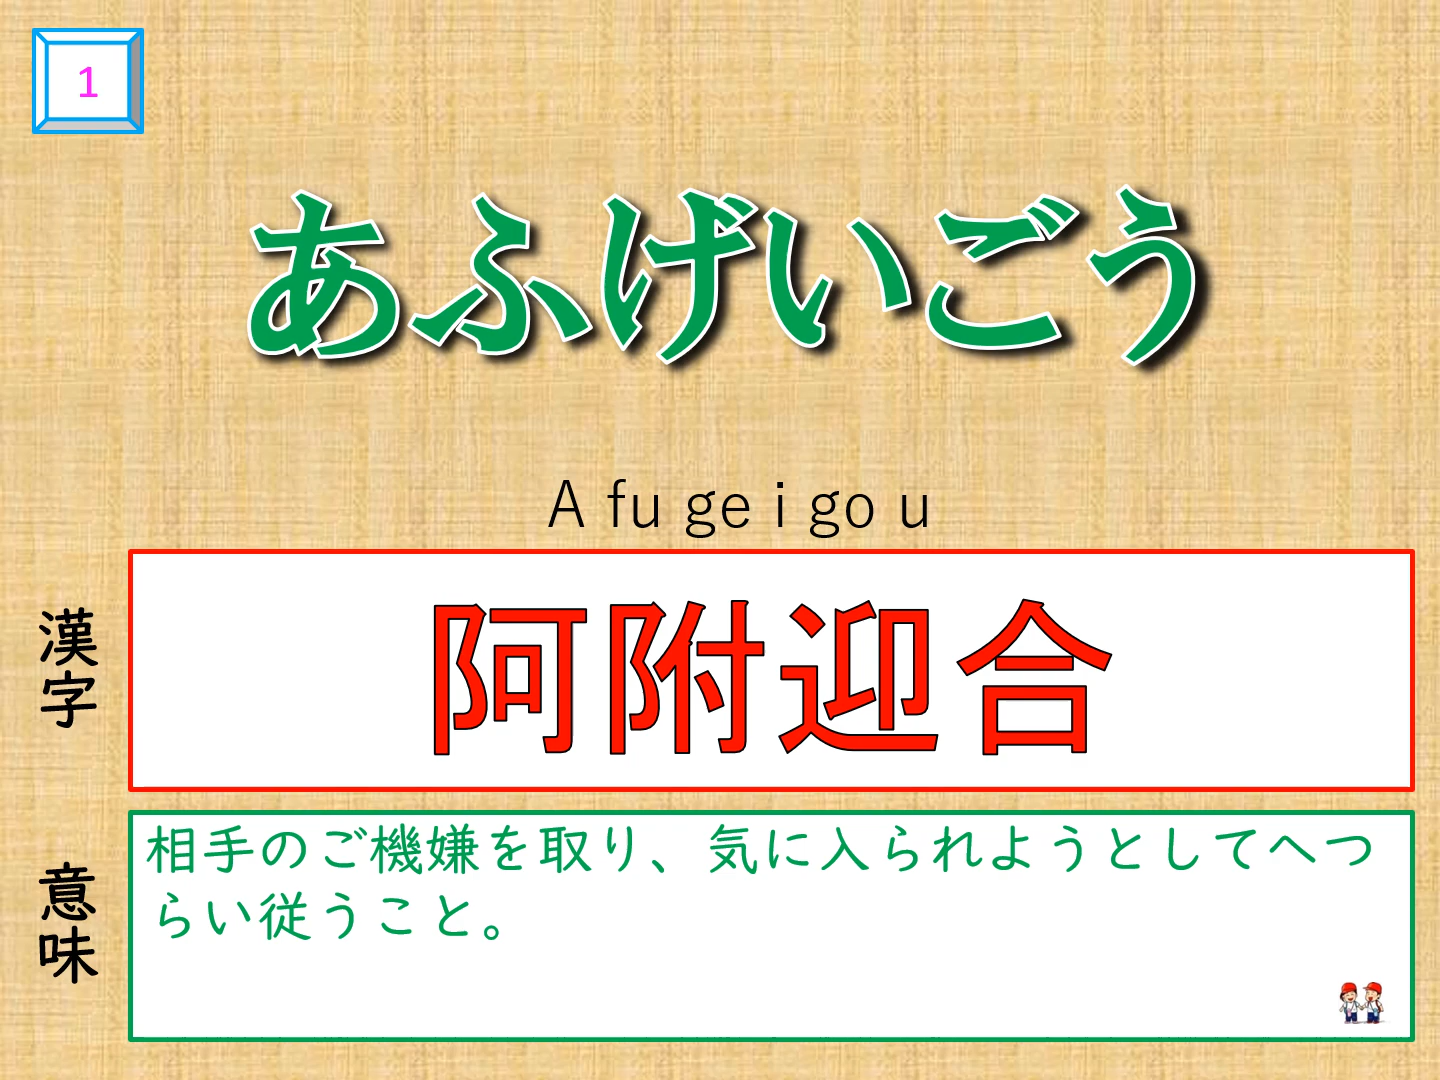 1
あふげいごう
A fu ge i go u
漢字
阿附迎合
意味
相手のご機嫌を取り、気に入られようとしてへつ
らい従うこと。